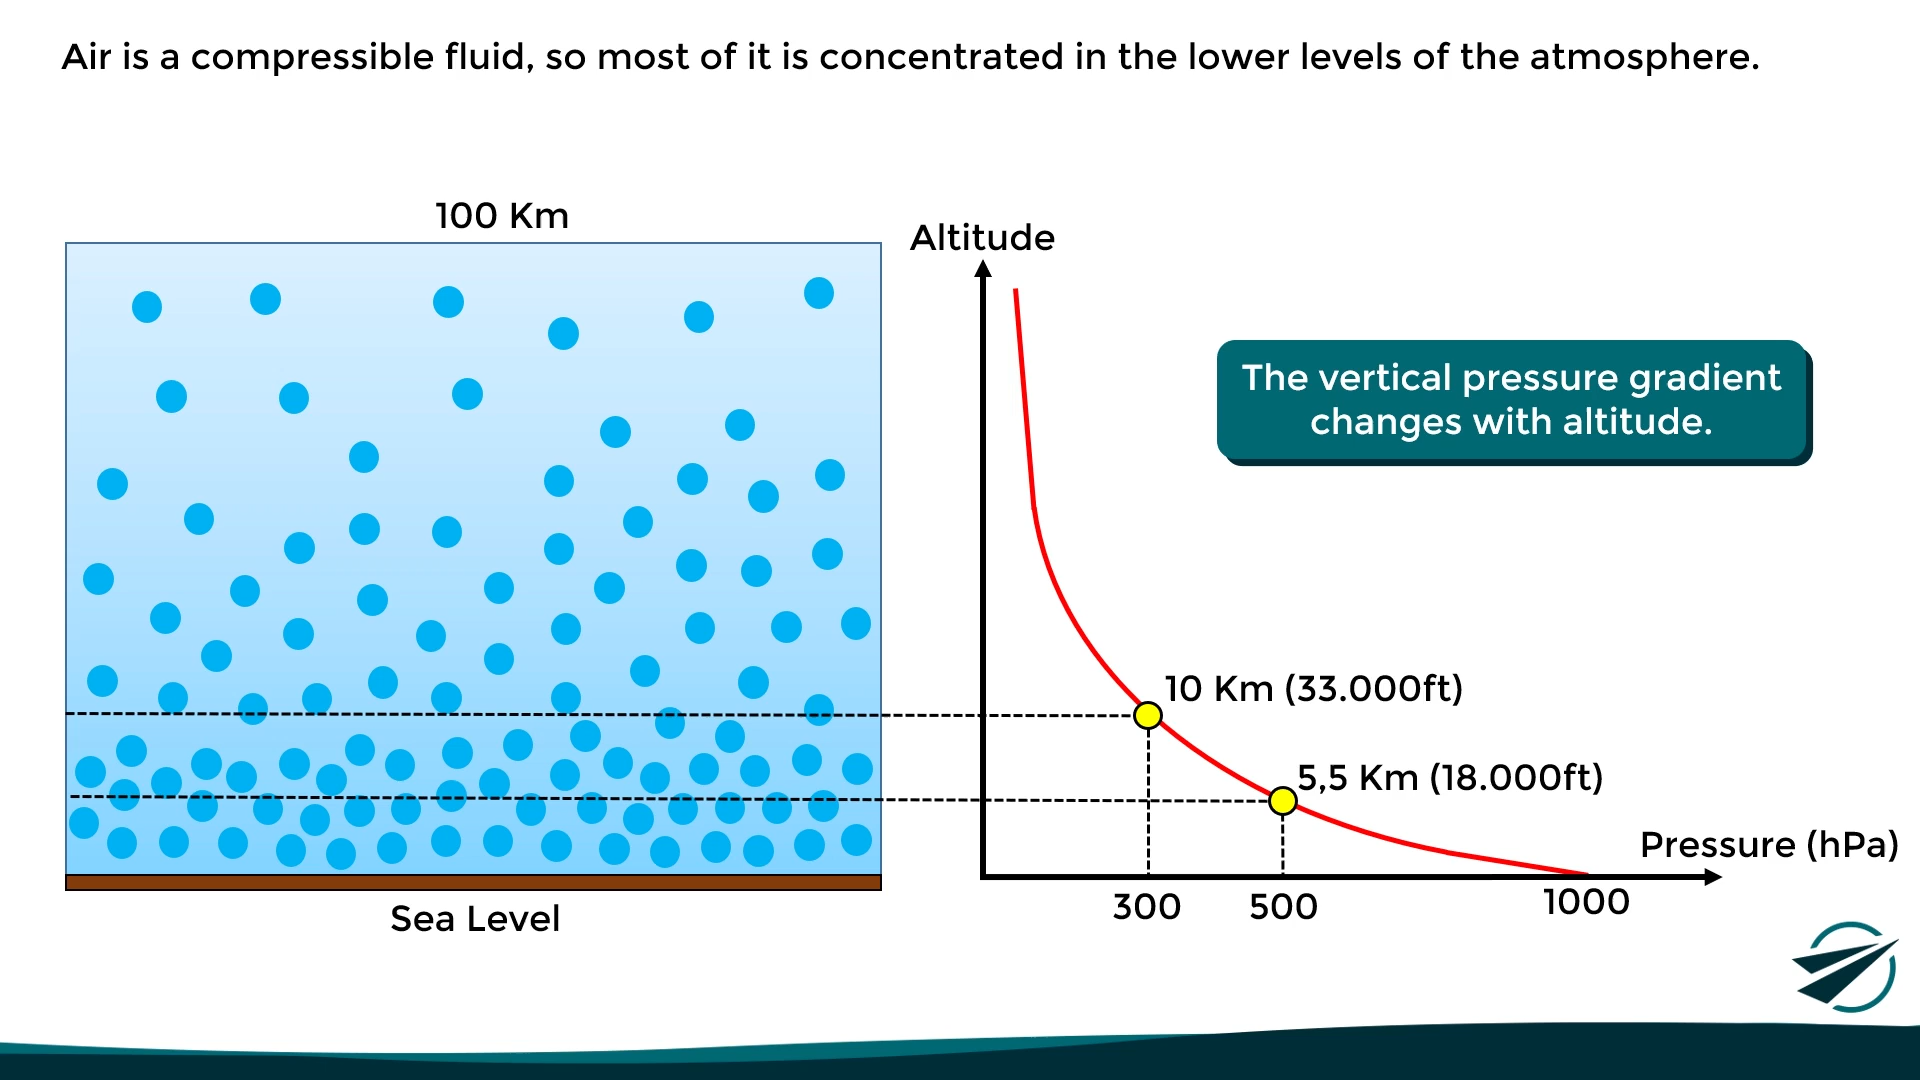 Air is a compressible fluid, so most of it is concentrated in the lower levels of the atmosphere.
100 Km
Sea Level
Altitude
The vertical pressure gradient
changes with altitude.
10 Km (33.000ft)
5,5 Km (18.000ft)
Pressure (hPa)
300
500
1000